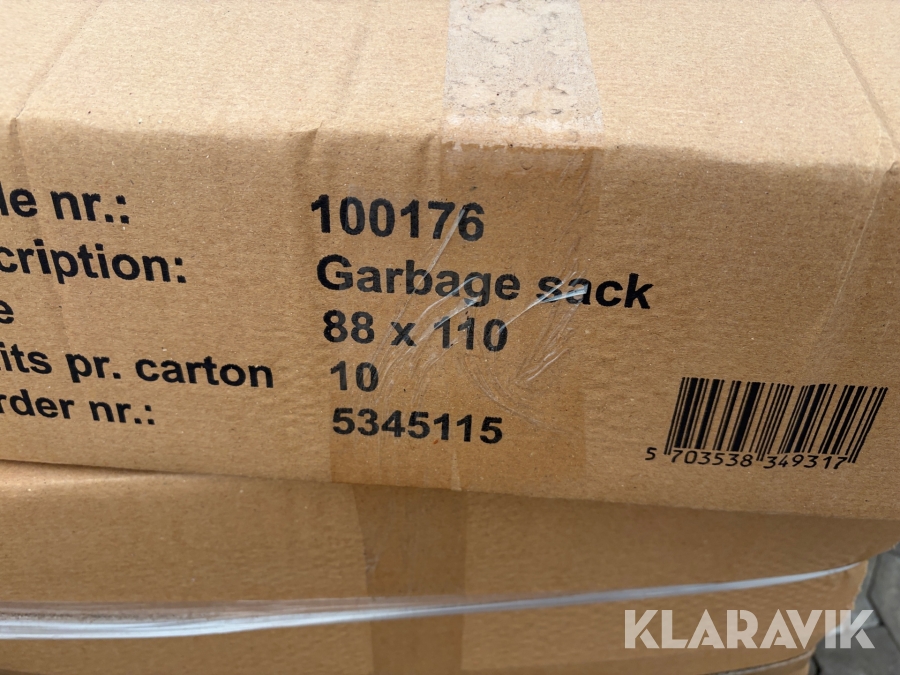 le nr.: 100176
cription: Garbage sack
e 88 x 110
its pr. carton 10
rder nr.: 5345115
5 703538 349317
KLARAVIK